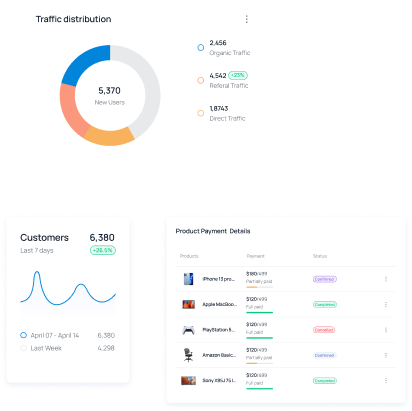 Traffic distribution
2,456
Organic Traffic
4,542 +23%
Referal Traffic
5,370
New Users
1,8743
Direct Traffic
Customers 6,380
Last 7 days +26.5%
April 07 - April 14 6,380
Last Week 4,298
Product Payment Details
Products Payment Status
iPhone 13 pro... $180/499 Partially paid Confirmed
Apple MacBoo... $120/499 Full paid Completed
PlayStation 5... $120/499 Full paid Cancelled
Amazon Basic... $120/499 Partially paid Confirmed
Sony X85J 75 I... $120/499 Full paid Completed